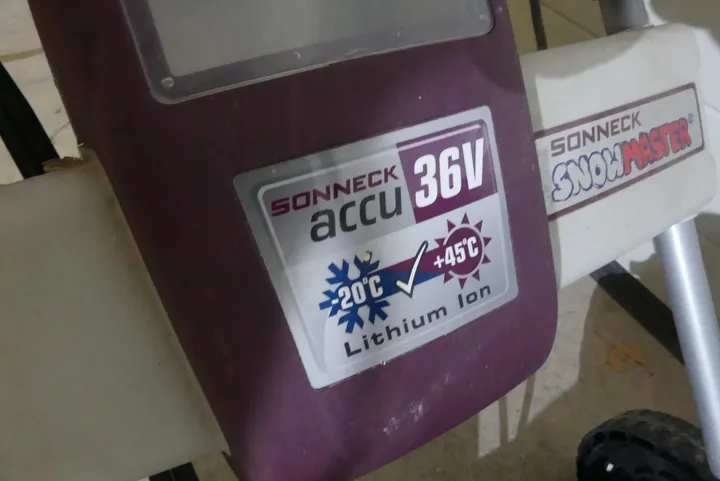 SONNECK
accu 36V
-20°C +45°C
Lithium Ion
SONNECK
SNOWMASTER®